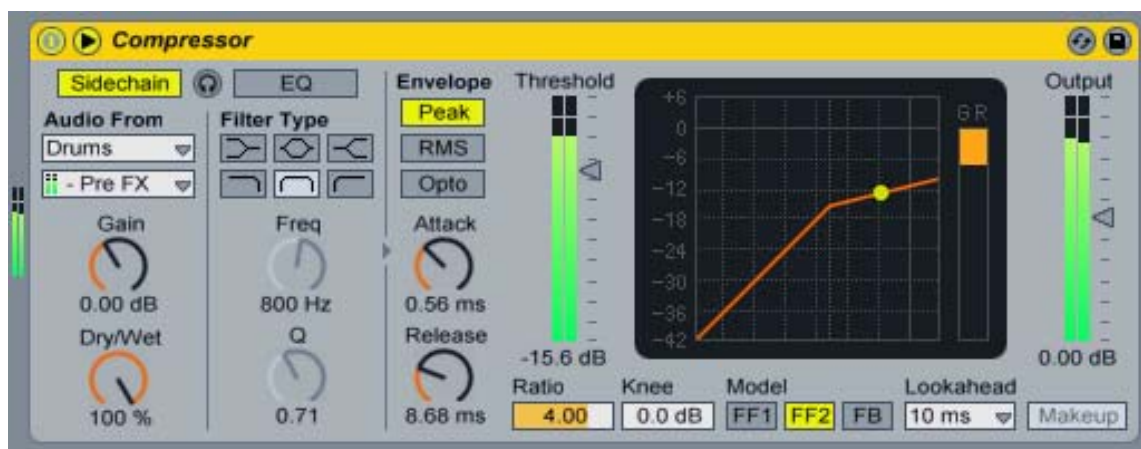 Compressor
Sidechain EQ Envelope Threshold Output
Audio From Filter Type Peak
Drums RMS
- Pre FX Opto
Gain Freq Attack
0.00 dB 800 Hz 0.56 ms
Dry/Wet Q Release
100 % 0.71 8.68 ms
+6
0
-6
-12
-18
-24
-30
-36
-42
GR
-15.6 dB 0.00 dB
Ratio Knee Model Lookahead
4.00 0.0 dB FF1 FF2 FB 10 ms Makeup